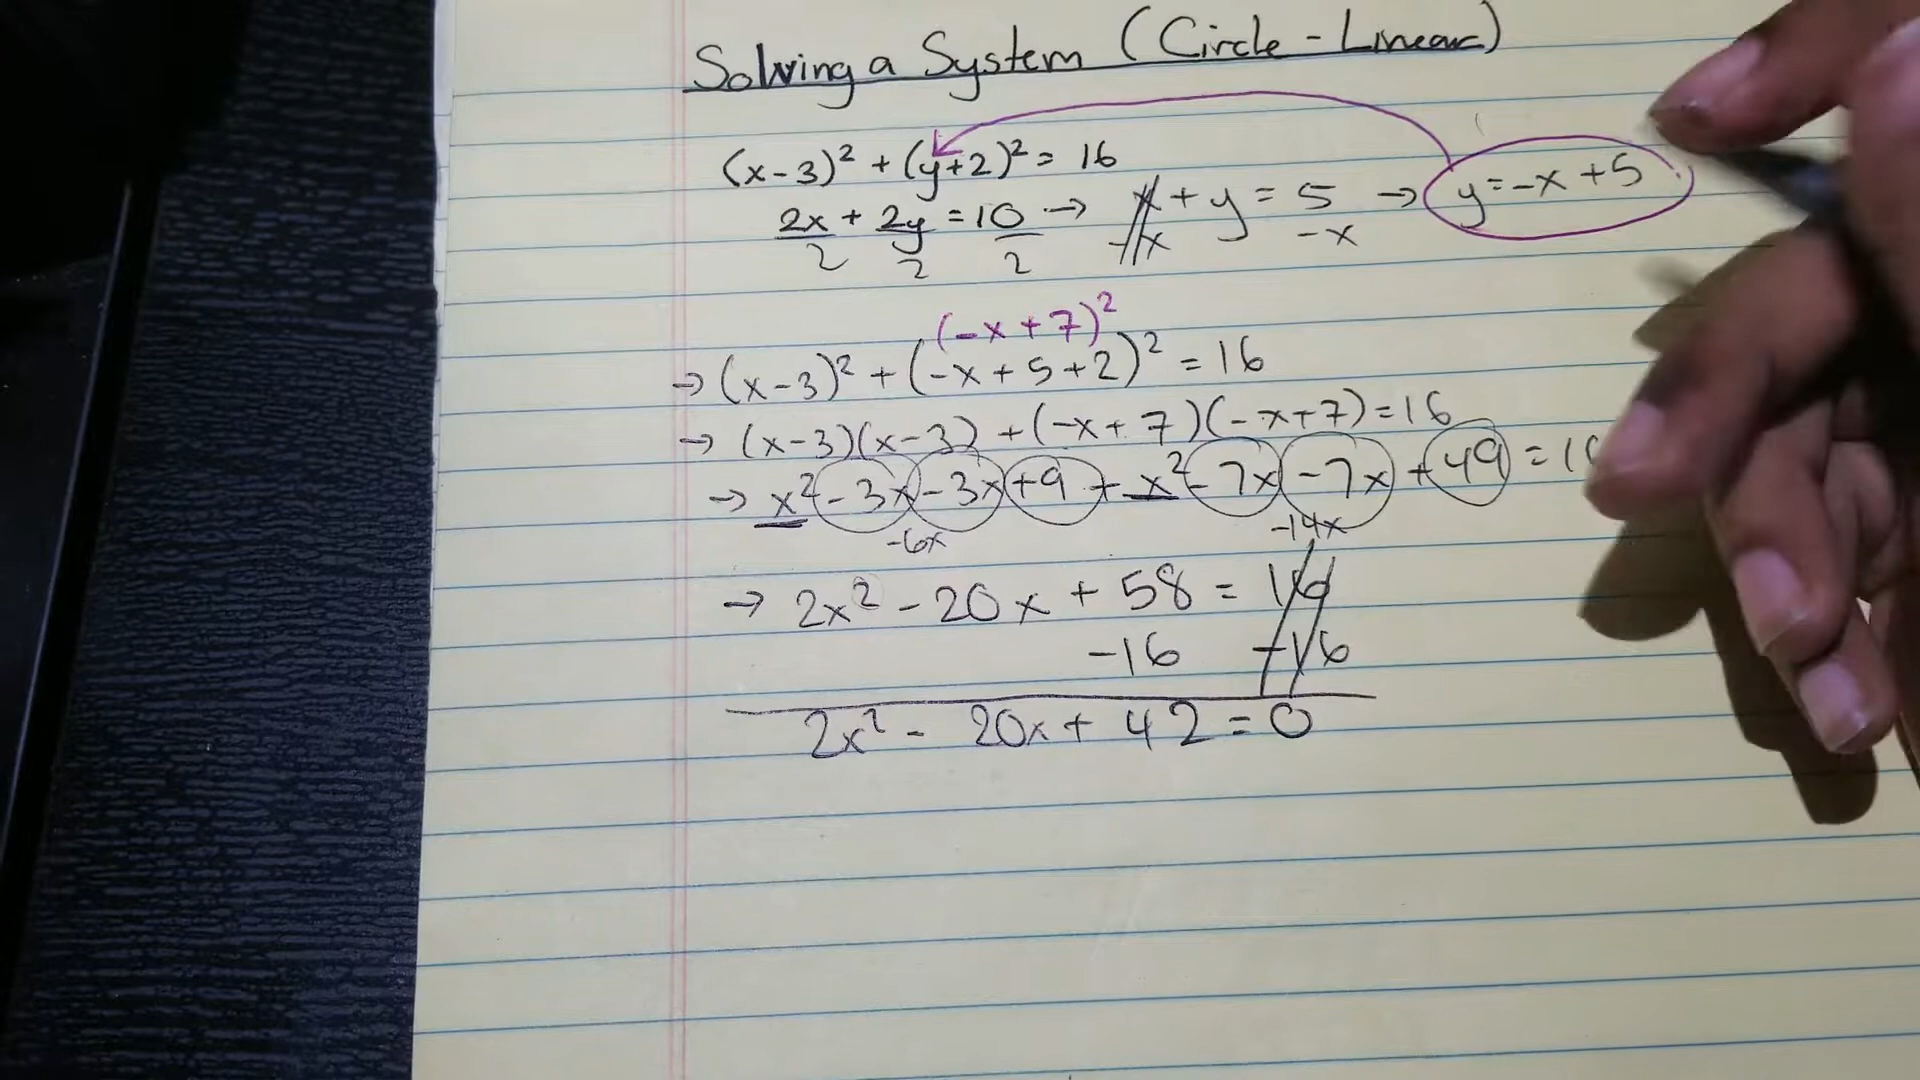 Solving a System (Circle - Linear)
(x-3)² + (y+2)² = 16
2x + 2y = 10 → x + y = 5 → y = -x + 5
2 2 2 -x -x
(-x + 7)²
→ (x-3)² + (-x + 5 + 2)² = 16
→ (x-3)(x-3) + (-x + 7)(-x + 7) = 16
→ x² - 3x - 3x + 9 + x² - 7x - 7x + 49 = 1
-6x -14x
→ 2x² - 20x + 58 = 16
-16 -16
2x² - 20x + 42 = 0